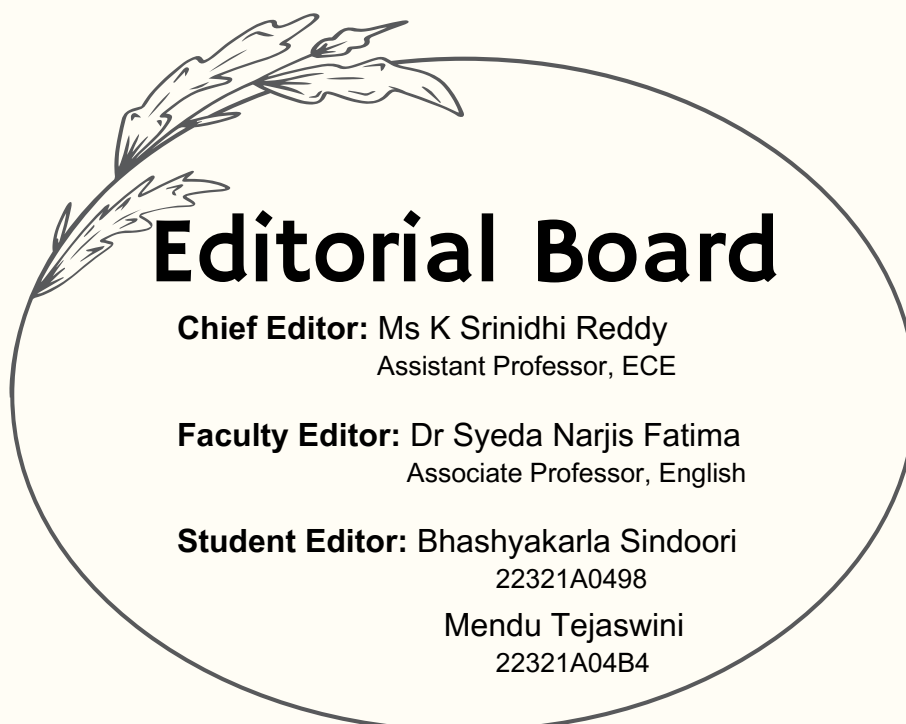 Editorial Board
Chief Editor: Ms K Srinidhi Reddy
Assistant Professor, ECE
Faculty Editor: Dr Syeda Narjis Fatima
Associate Professor, English
Student Editor: Bhashyakarla Sindoori
22321A0498
Mendu Tejaswini
22321A04B4